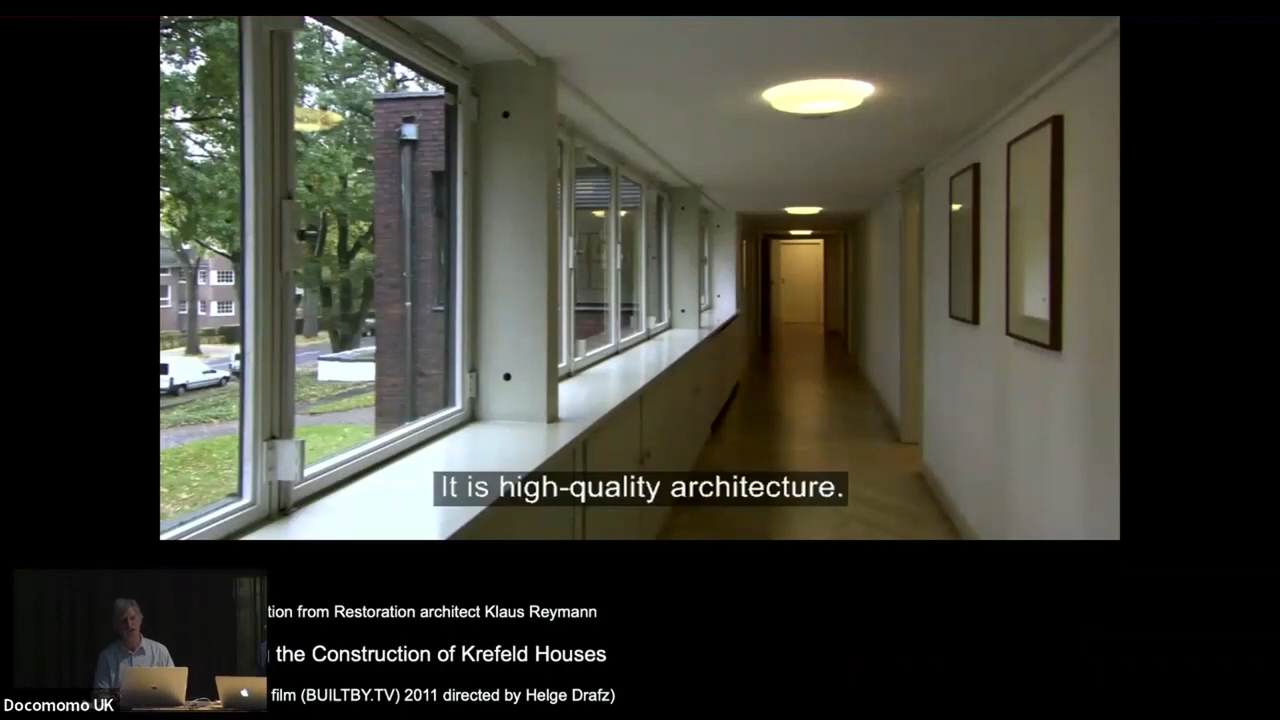 It is high-quality architecture.
tion from Restoration architect Klaus Reymann
the Construction of Krefeld Houses
film (BUILTBY.TV) 2011 directed by Helge Drafz)
Docomomo UK